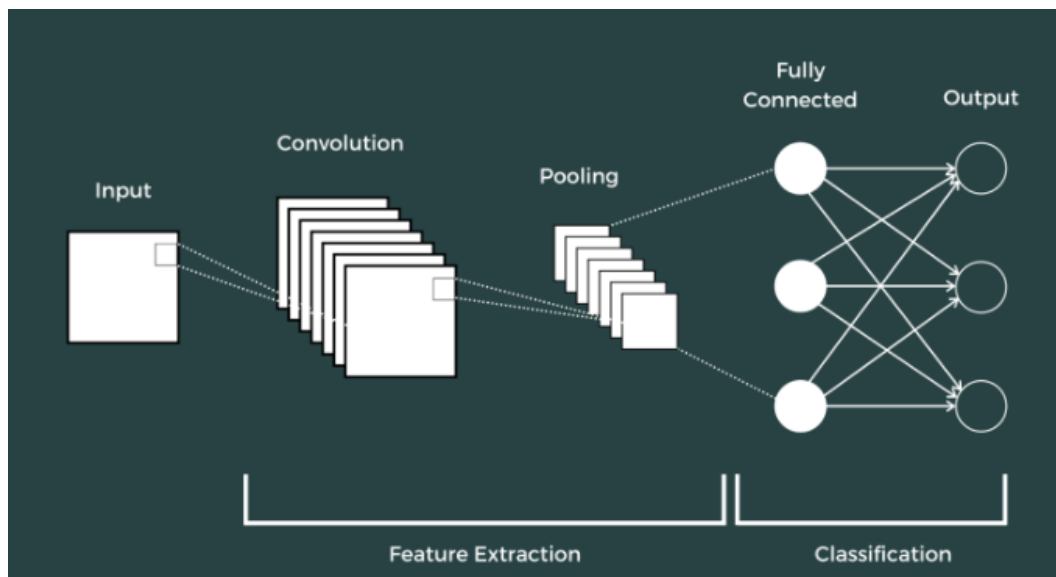 Input
Convolution
Pooling
Fully
Connected
Output
Feature Extraction
Classification